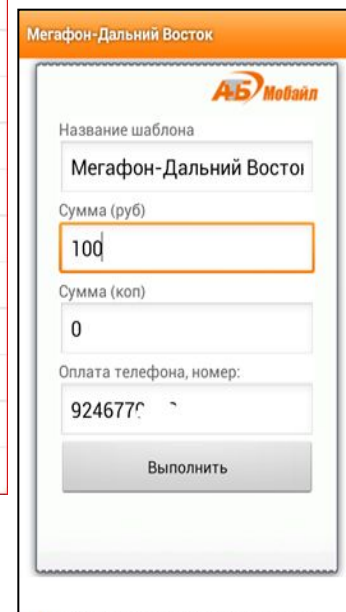 Мегафон-Дальний Восток
АТБ Мобайл
Название шаблона
Мегафон-Дальний Восто
Сумма (руб)
100
Сумма (коп)
0
Оплата телефона, номер:
Выполнить